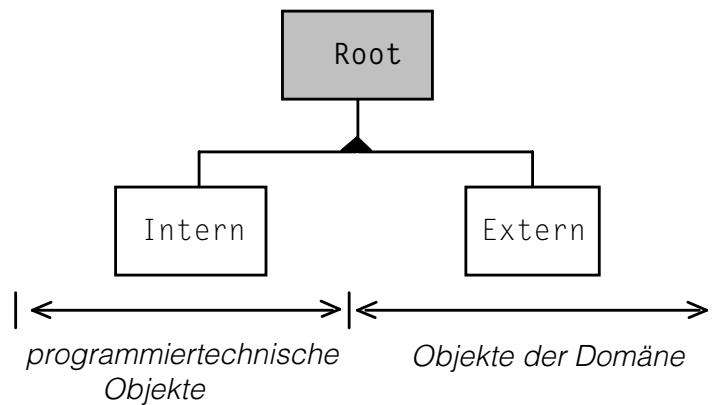 Root
Intern
Extern
programmiertechnische
Objekte
Objekte der Domäne